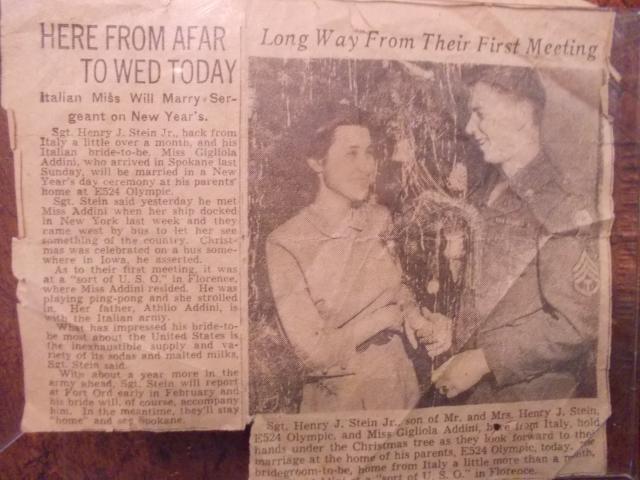 HERE FROM AFAR
TO WED TODAY
Italian Miss Will Marry Ser-
geant on New Year's.
Sgt. Henry J. Stein Jr., back from
Italy a little over a month, and his
Italian bride-to-be, Miss Gigliola
Addini, who arrived in Spokane last
Sunday, will be married in a New
Year's day ceremony at his parents'
home at E524 Olympic.
Sgt. Stein said yesterday he met
Miss Addini when her ship docked
in New York last week and they
came west by bus to let her see
something of the country. Christ-
mas was celebrated on a bus some-
where in Iowa, he asserted.
As to their first meeting, it was
at a "sort of U. S. O." in Florence,
where Miss Addini resided. He was
playing ping-pong and she strolled
in. Her father, Athlio Addini, is
with the Italian army.
What has impressed his bride-to-
be most about the United States is
the inexhaustible supply and va-
riety of its sodas and malted milks,
Sgt. Stein said.
With about a year more in the
army ahead, Sgt. Stein will report
at Fort Ord early in February and
his bride will, of course, accompany
him. In the meantime, they'll stay
"home" and see Spokane.
Long Way From Their First Meeting
Sgt. Henry J. Stein Jr., son of Mr. and Mrs. Henry J. Stein,
E524 Olympic, and Miss Gigliola Addini, here from Italy, hold
hands under the Christmas tree as they look forward to their
marriage at the home of his parents, E524 Olympic, today. The
bridegroom-to-be, home from Italy a little more than a month,
at a "sort of U. S. O." in Florence.